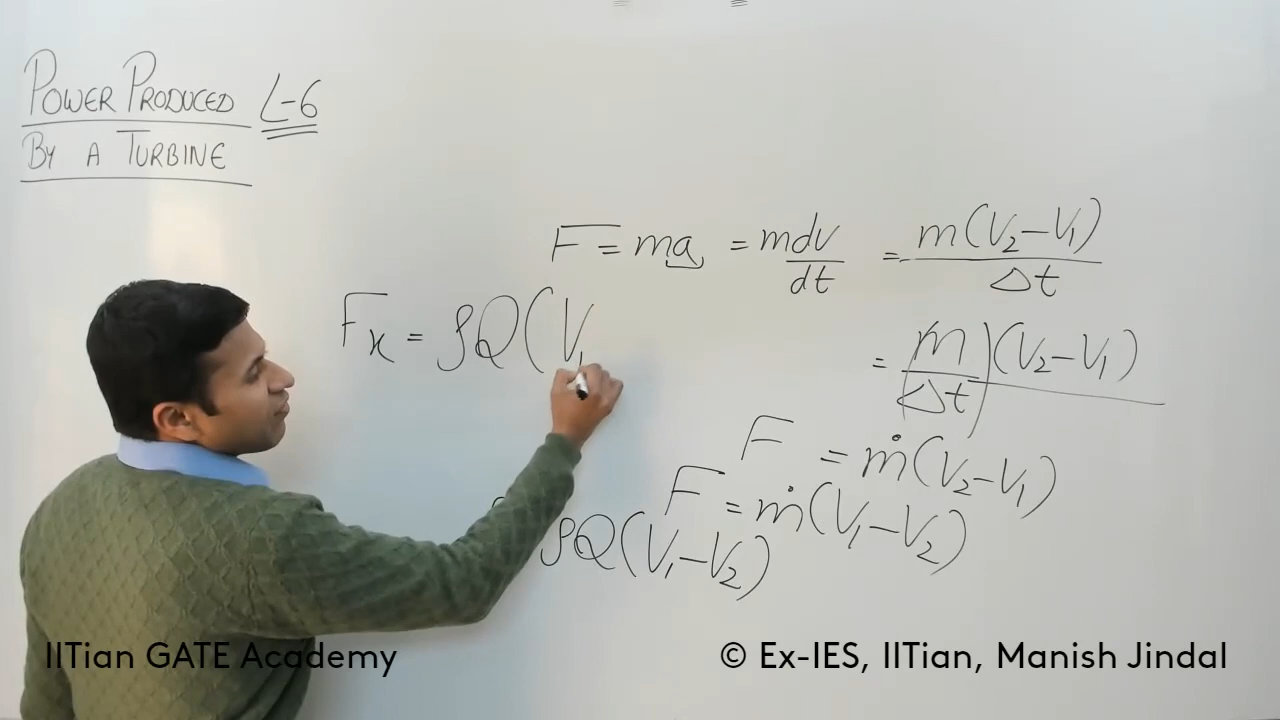 POWER PRODUCED L-6
BY A TURBINE
F = ma = mdv/dt = m(V₂-V₁)/Δt
= (m/Δt)(V₂-V₁)
Fx = ρQ(V₁
F = ṁ(V₂-V₁)
F = ṁ(V₁-V₂)
ρQ(V₁-V₂)
IITian GATE Academy
© Ex-IES, IITian, Manish Jindal